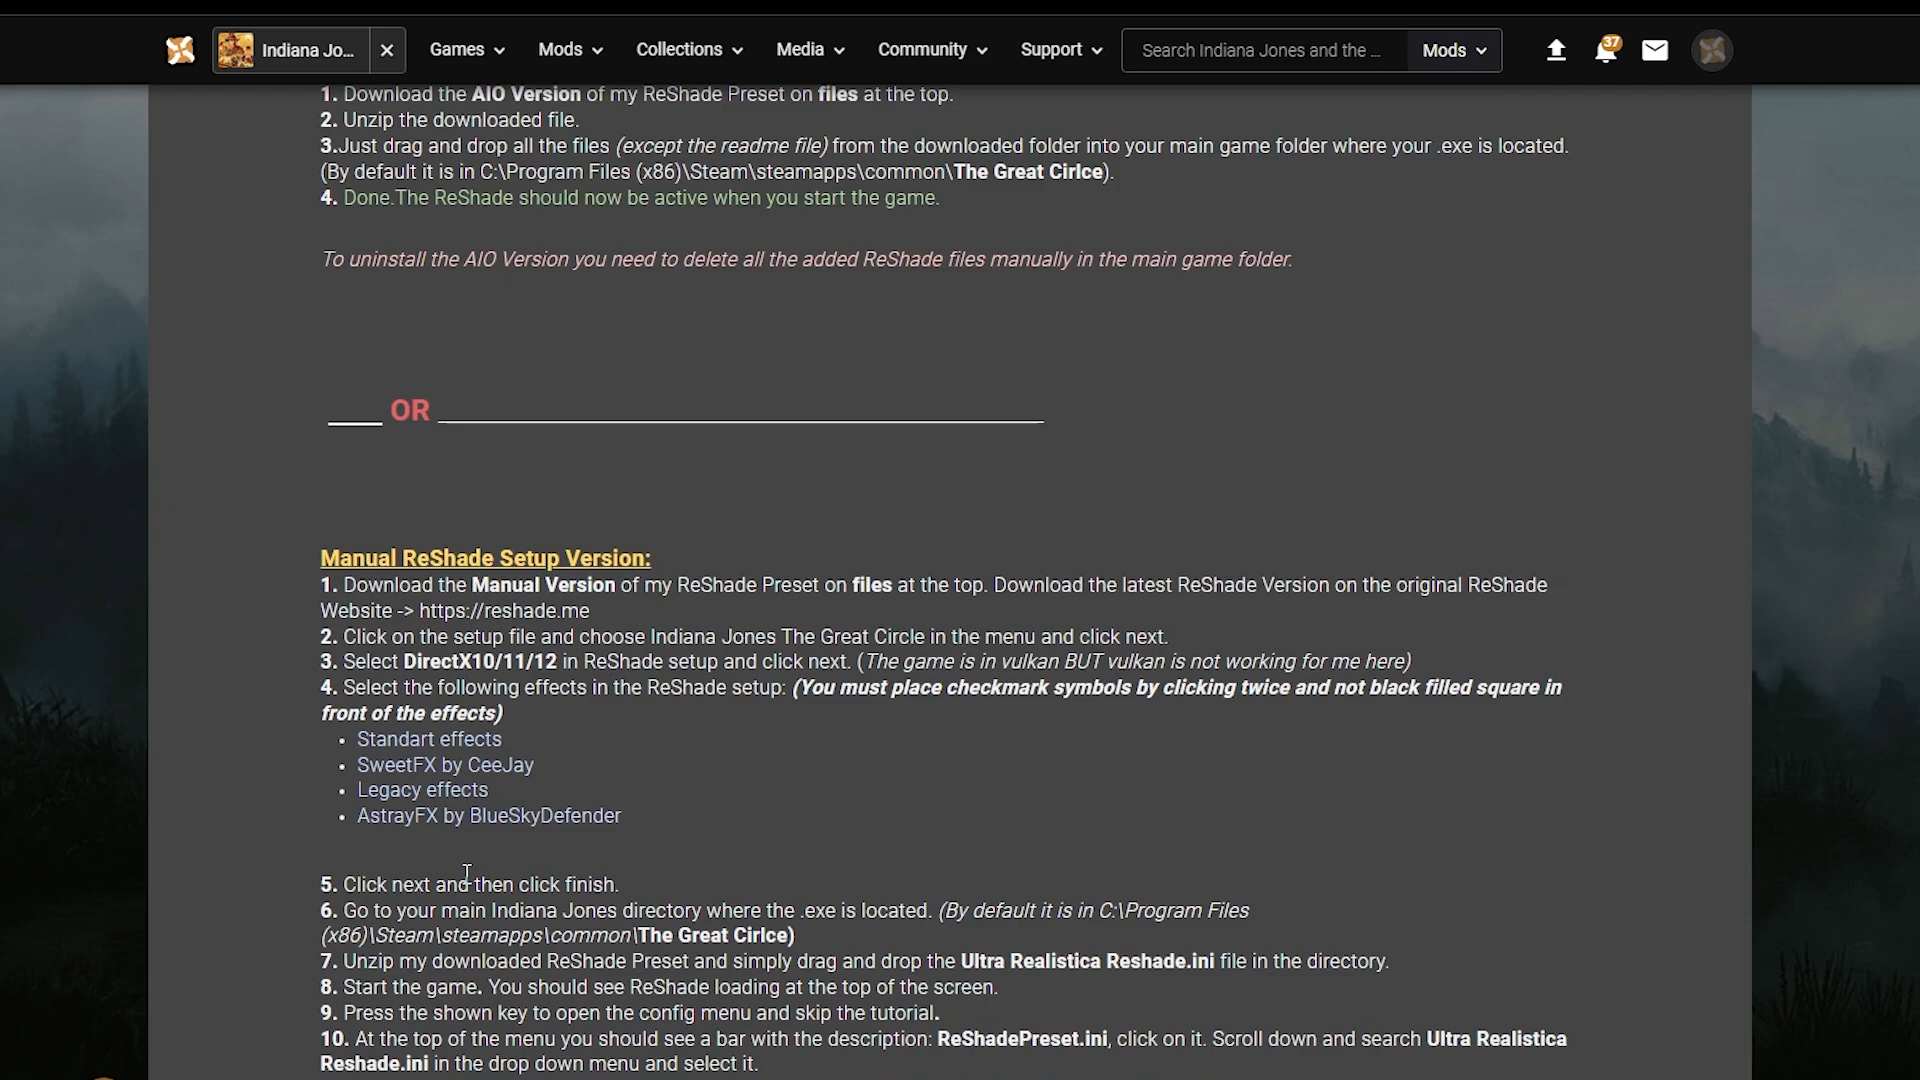 Indiana Jo...
Games
Mods
Collections
Media
Community
Support
Search Indiana Jones and the ...
Mods
37
1. Download the AIO Version of my ReShade Preset on files at the top.
2. Unzip the downloaded file.
3.Just drag and drop all the files (except the readme file) from the downloaded folder into your main game folder where your .exe is located.
(By default it is in C:\Program Files (x86)\Steam\steamapps\common\The Great Cirlce).
4. Done.The ReShade should now be active when you start the game.
To uninstall the AIO Version you need to delete all the added ReShade files manually in the main game folder.
OR
Manual ReShade Setup Version:
1. Download the Manual Version of my ReShade Preset on files at the top. Download the latest ReShade Version on the original ReShade
Website -> https://reshade.me
2. Click on the setup file and choose Indiana Jones The Great Circle in the menu and click next.
3. Select DirectX10/11/12 in ReShade setup and click next. (The game is in vulkan BUT vulkan is not working for me here)
4. Select the following effects in the ReShade setup: (You must place checkmark symbols by clicking twice and not black filled square in
front of the effects)
• Standart effects
• SweetFX by CeeJay
• Legacy effects
• AstrayFX by BlueSkyDefender
5. Click next and then click finish.
6. Go to your main Indiana Jones directory where the .exe is located. (By default it is in C:\Program Files
(x86)\Steam\steamapps\common\The Great Cirlce)
7. Unzip my downloaded ReShade Preset and simply drag and drop the Ultra Realistica Reshade.ini file in the directory.
8. Start the game. You should see ReShade loading at the top of the screen.
9. Press the shown key to open the config menu and skip the tutorial.
10. At the top of the menu you should see a bar with the description: ReShadePreset.ini, click on it. Scroll down and search Ultra Realistica
Reshade.ini in the drop down menu and select it.